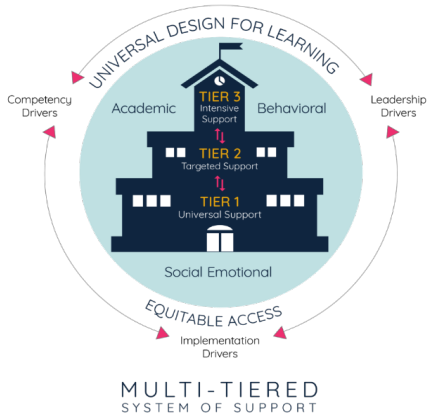 UNIVERSAL DESIGN FOR LEARNING
Competency
Drivers
Academic
Behavioral
Leadership
Drivers
TIER 3
Intensive
Support
TIER 2
Targeted Support
TIER 1
Universal Support
Social Emotional
EQUITABLE ACCESS
Implementation
Drivers
MULTI-TIERED
SYSTEM OF SUPPORT